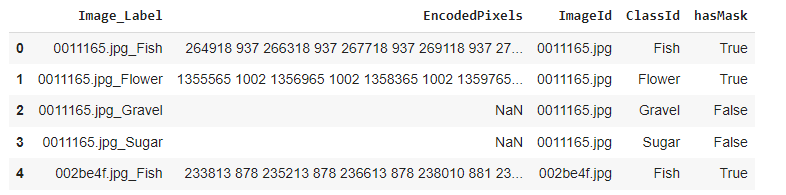 Image_Label EncodedPixels ImageId ClassId hasMask
0 0011165.jpg_Fish 264918 937 266318 937 267718 937 269118 937 27... 0011165.jpg Fish True
1 0011165.jpg_Flower 1355565 1002 1356965 1002 1358365 1002 1359765... 0011165.jpg Flower True
2 0011165.jpg_Gravel NaN 0011165.jpg Gravel False
3 0011165.jpg_Sugar NaN 0011165.jpg Sugar False
4 002be4f.jpg_Fish 233813 878 235213 878 236613 878 238010 881 23... 002be4f.jpg Fish True